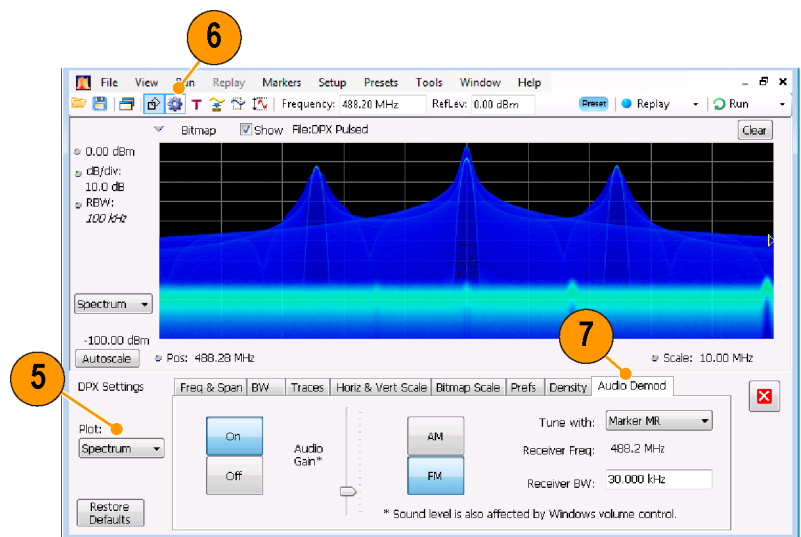 6
File View Run Replay Markers Setup Presets Tools Window Help
T Frequency: 488.20 MHz RefLev: 0.00 dBm Preset Replay Run
Bitmap Show File:DPX Pulsed Clear
0.00 dBm
dB/div:
10.0 dB
RBW:
100 kHz
Spectrum
-100.00 dBm
Autoscale Pos: 488.28 MHz Scale: 10.00 MHz
7
5
DPX Settings Freq & Span BW Traces Horiz & Vert Scale Bitmap Scale Prefs Density Audio Demod
Plot:
Spectrum
On
Off
Audio
Gain*
AM
FM
Tune with: Marker MR
Receiver Freq: 488.2 MHz
Receiver BW: 30.000 kHz
* Sound level is also affected by Windows volume control.
Restore
Defaults